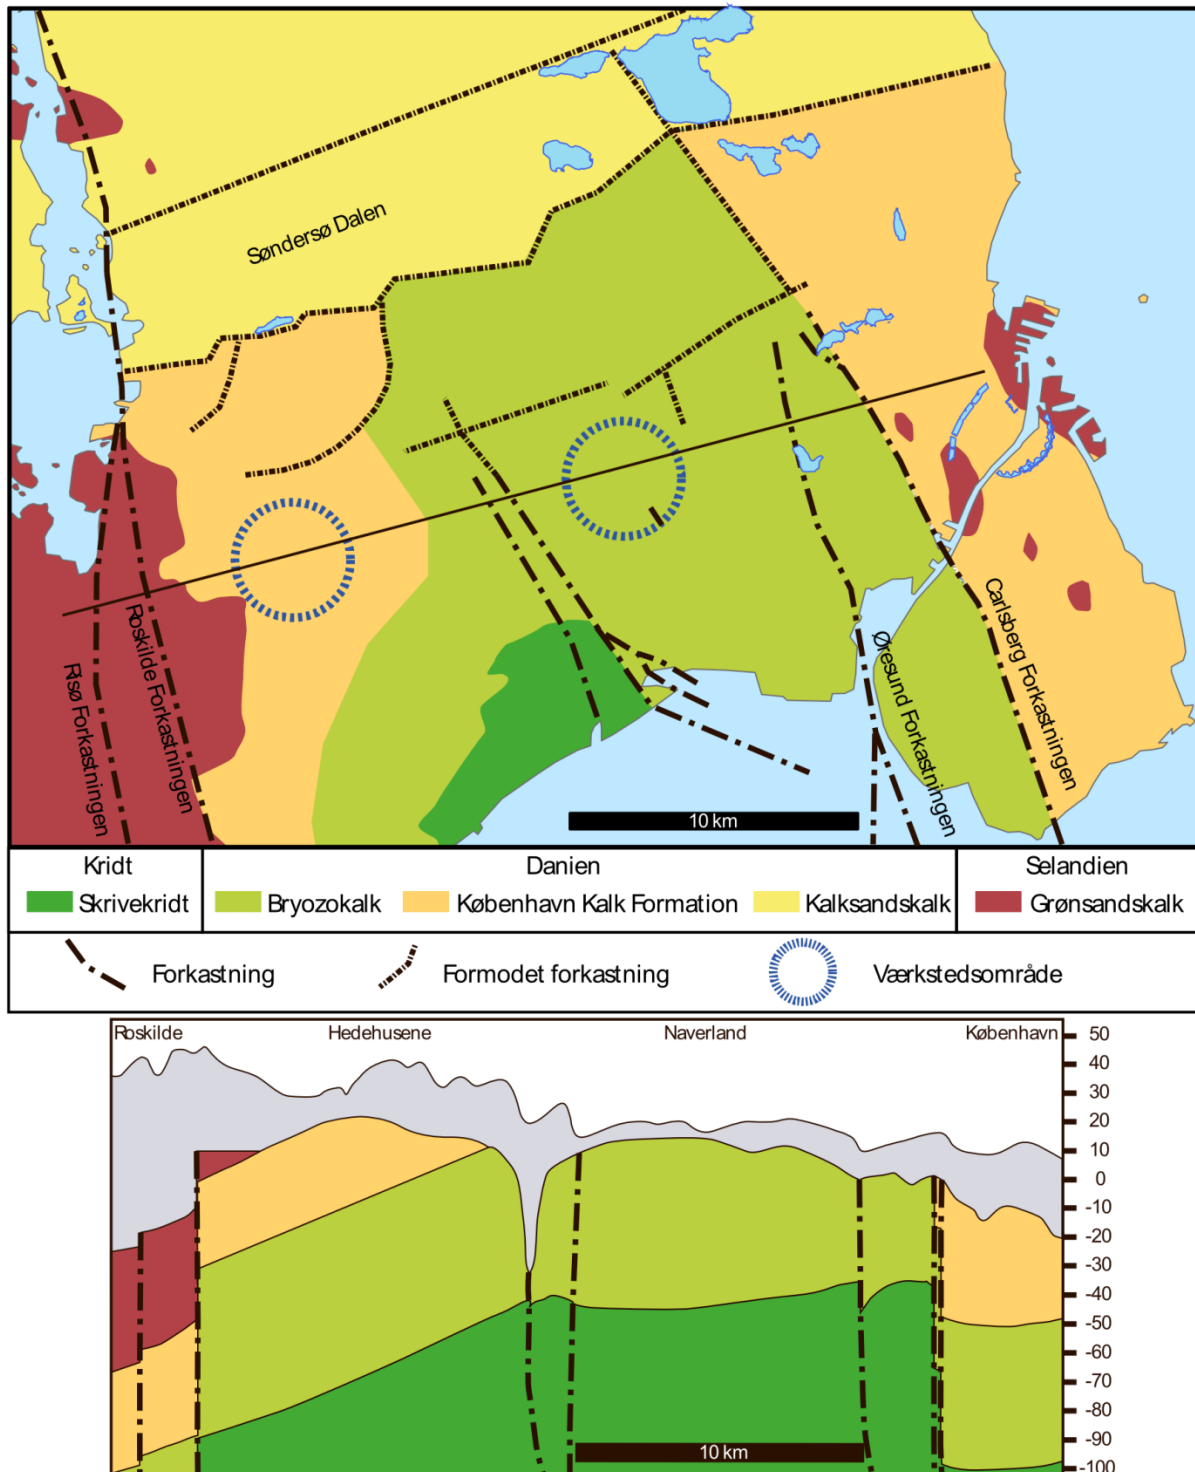 Søndersø Dalen
Risø Forkastningen
Roskilde Forkastningen
Øresund Forkastningen
Carlsberg Forkastningen
10 km
Kridt
Danien
Selandien
Skrivekridt
Bryozokalk
København Kalk Formation
Kalksandskalk
Grønsandskalk
Forkastning
Formodet forkastning
Værkstedsområde
Roskilde
Hedehusene
Naverland
København
50
40
30
20
10
0
-10
-20
-30
-40
-50
-60
-70
-80
-90
-100
10 km